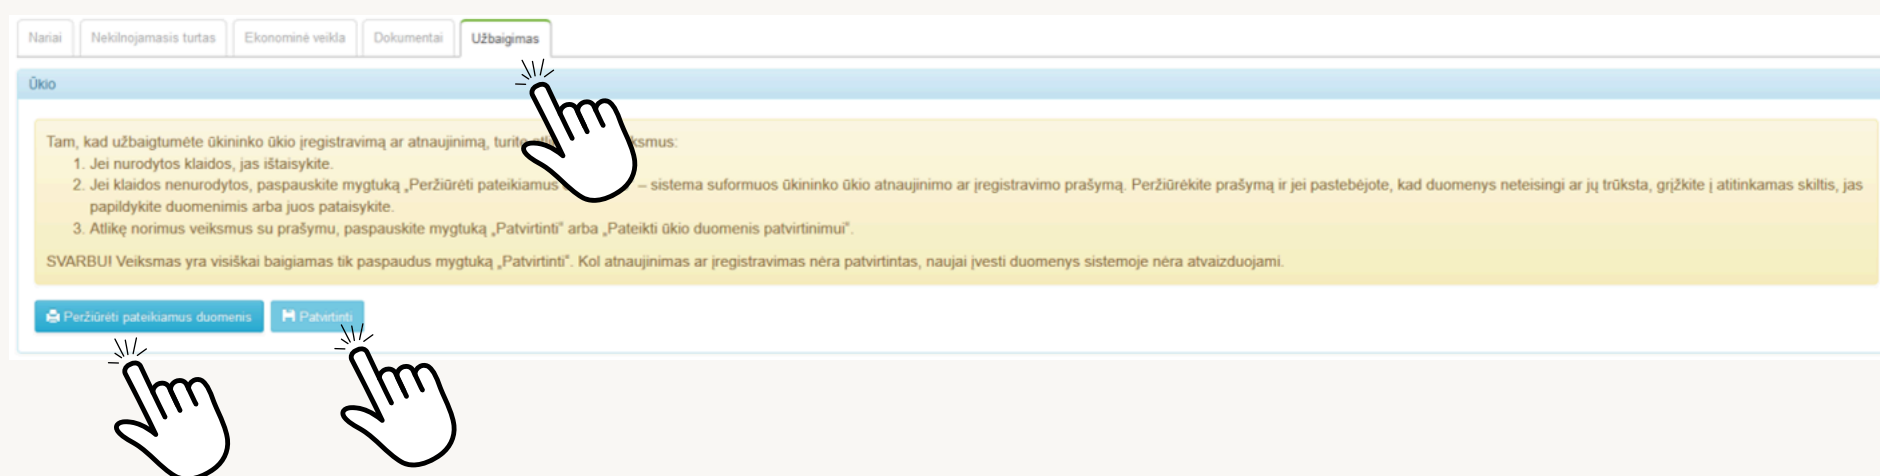 Nariai
Nekilnojamasis turtas
Ekonominė veikla
Dokumentai
Užbaigimas
Ūkio
Tam, kad užbaigtumėte ūkininko ūkio įregistravimą ar atnaujinimą, turite
1. Jei nurodytos klaidos, jas ištaisykite.
2. Jei klaidos nenurodytos, paspauskite mygtuką „Peržiūrėti pateikiamus – sistema suformuos ūkininko ūkio atnaujinimo ar įregistravimo prašymą. Peržiūrėkite prašymą ir jei pastebėjote, kad duomenys neteisingi ar jų trūksta, grįžkite į atitinkamas skiltis, jas
papildykite duomenimis arba juos pataisykite.
3. Atlikę norimus veiksmus su prašymu, paspauskite mygtuką „Patvirtinti“ arba „Pateikti ūkio duomenis patvirtinimui“.
SVARBU! Veiksmas yra visiškai baigiamas tik paspaudus mygtuką „Patvirtinti“. Kol atnaujinimas ar įregistravimas nėra patvirtintas, naujai įvesti duomenys sistemoje nėra atvaizduojami.
Peržiūrėti pateikiamus duomenis
Patvirtinti